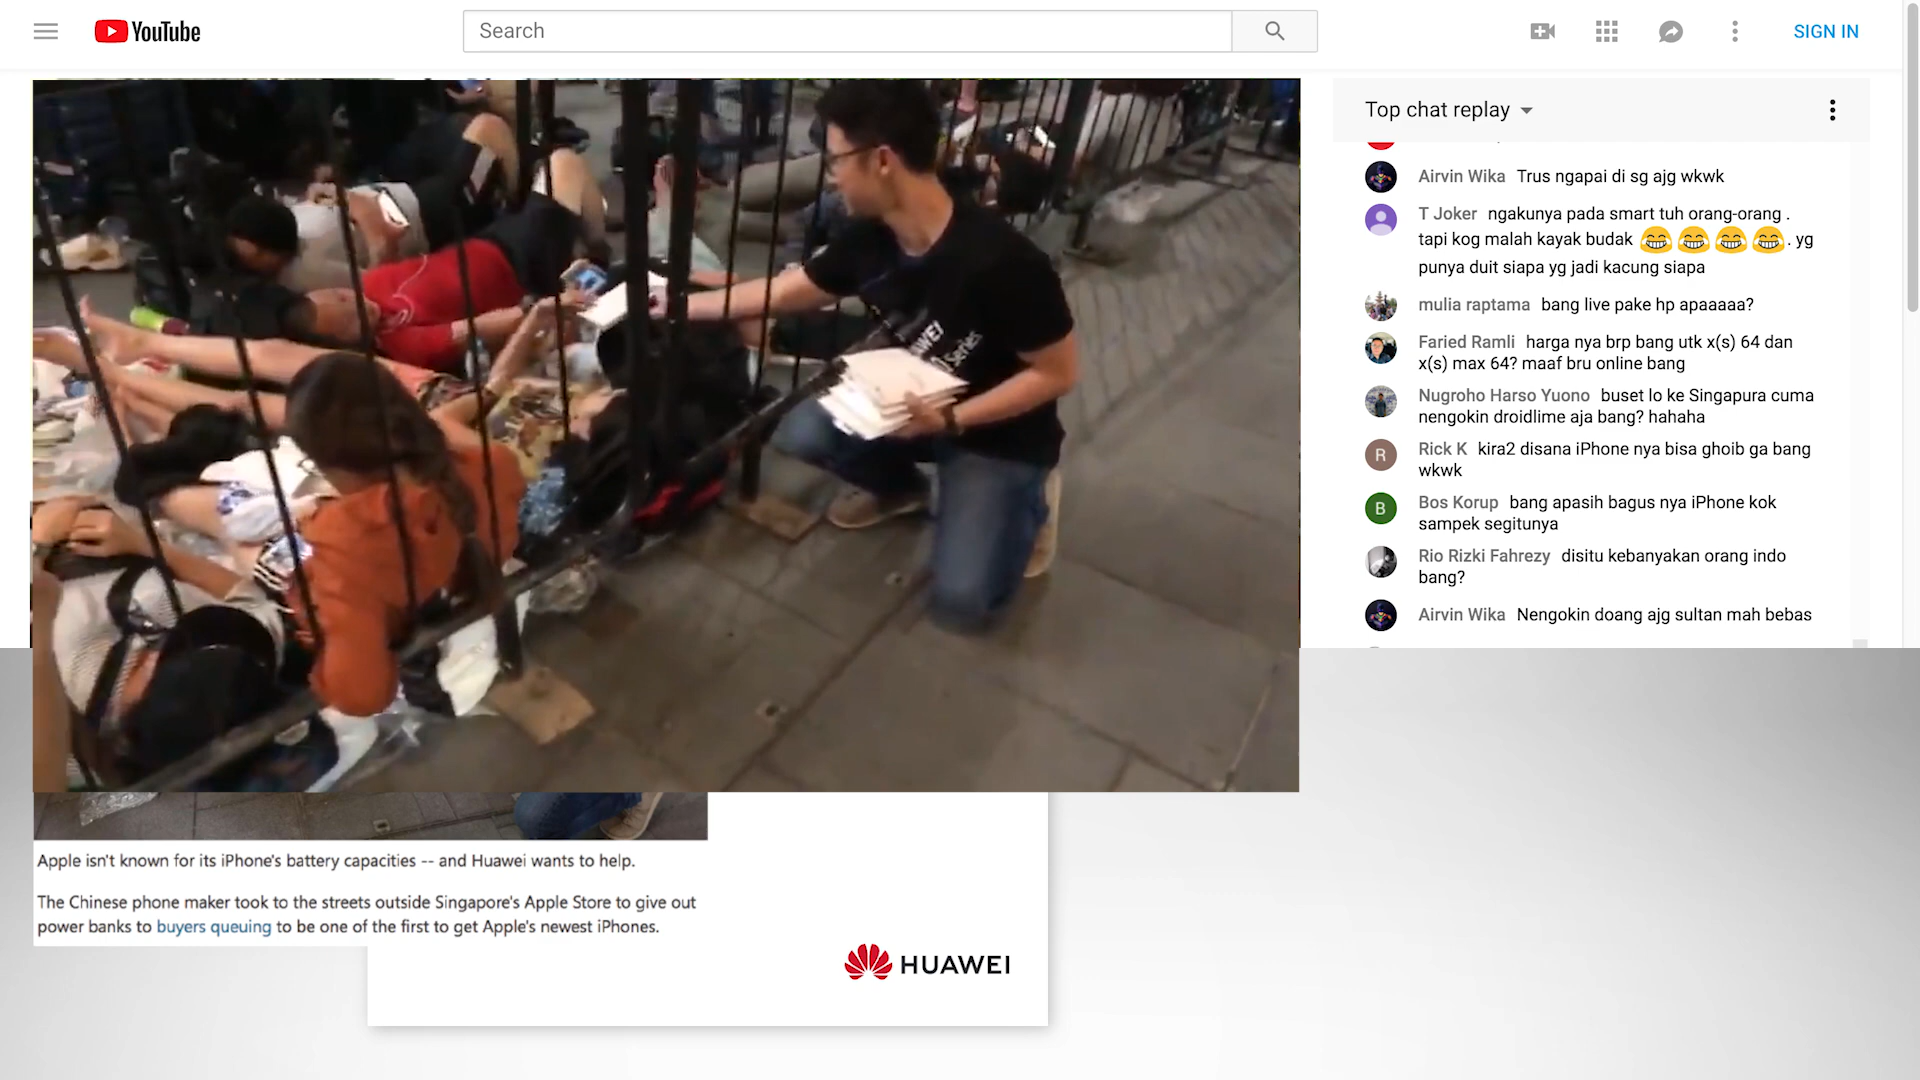 YouTube
Search
SIGN IN
Top chat replay
Airvin Wika Trus ngapai di sg ajg wkwk
T Joker ngakunya pada smart tuh orang-orang .
tapi kog malah kayak budak 😂😂😂😂. yg
punya duit siapa yg jadi kacung siapa
mulia raptama bang live pake hp apaaaaa?
Faried Ramli harga nya brp bang utk x(s) 64 dan
x(s) max 64? maaf bru online bang
Nugroho Harso Yuono buset lo ke Singapura cuma
nengokin droidlime aja bang? hahaha
R
Rick K kira2 disana iPhone nya bisa ghoib ga bang
wkwk
B
Bos Korup bang apasih bagus nya iPhone kok
sampek segitunya
Rio Rizki Fahrezy disitu kebanyakan orang indo
bang?
Airvin Wika Nengokin doang ajg sultan mah bebas
Series
Apple isn't known for its iPhone's battery capacities -- and Huawei wants to help.
The Chinese phone maker took to the streets outside Singapore's Apple Store to give out
power banks to buyers queuing to be one of the first to get Apple's newest iPhones.
HUAWEI